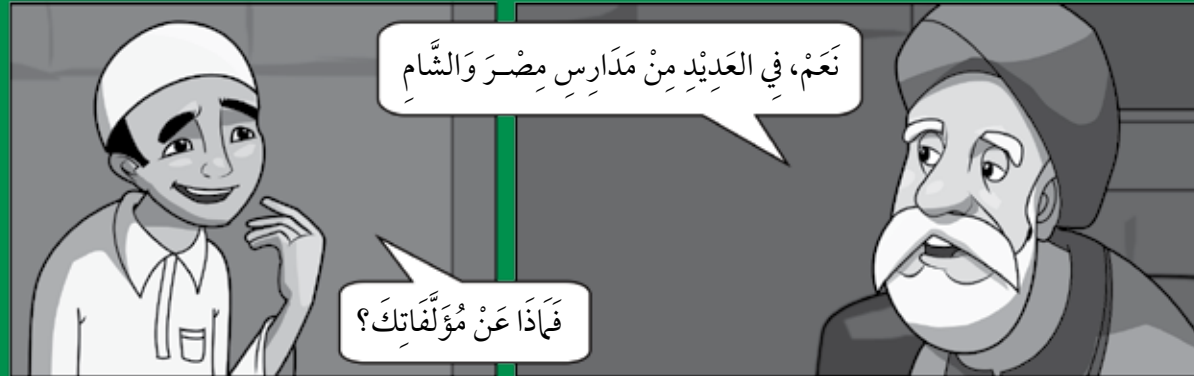 نَعَمْ، فِي العَدِيْدِ مِنْ مَدَارِسِ مِصْـرَ وَالشَّامِ
فَمَاذَا عَنْ مُؤَلَّفَاتِكَ؟